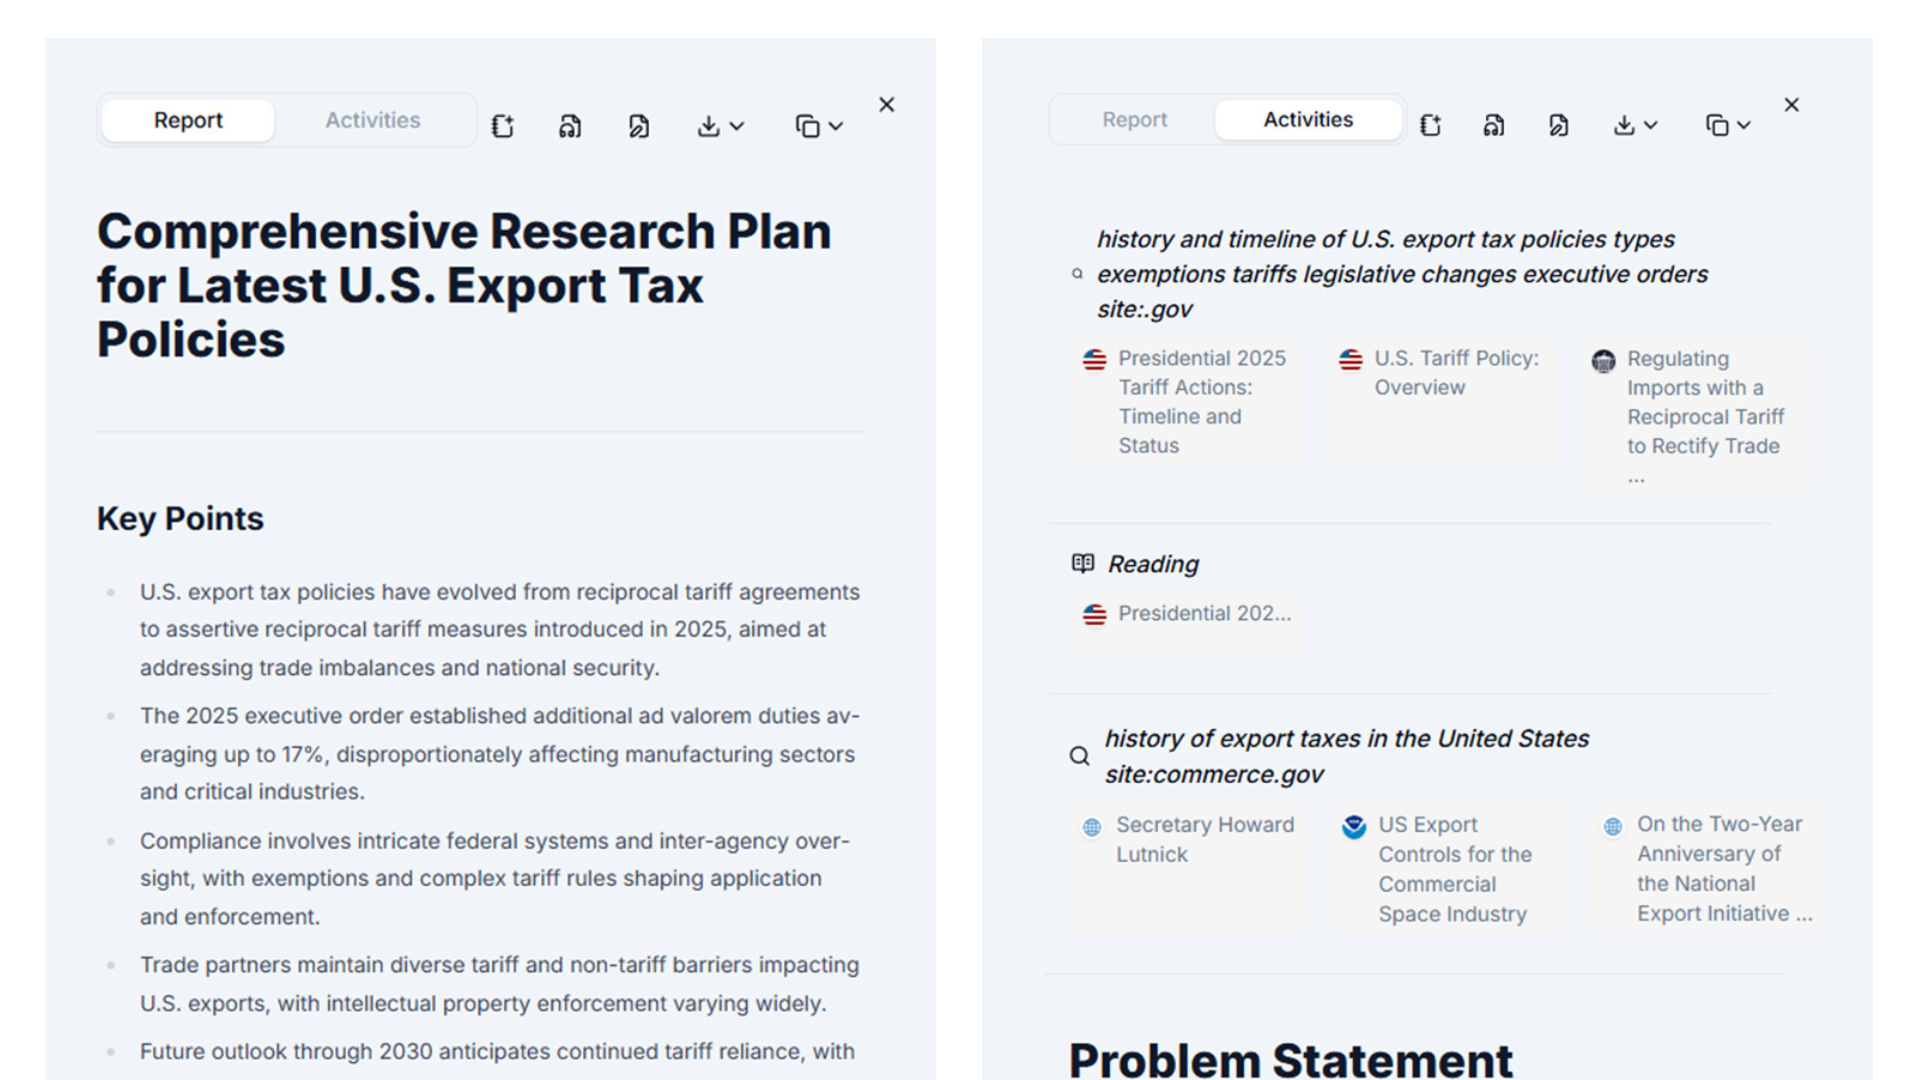 Report
Activities
Comprehensive Research Plan
for Latest U.S. Export Tax
Policies
Key Points
U.S. export tax policies have evolved from reciprocal tariff agreements
to assertive reciprocal tariff measures introduced in 2025, aimed at
addressing trade imbalances and national security.
The 2025 executive order established additional ad valorem duties av-
eraging up to 17%, disproportionately affecting manufacturing sectors
and critical industries.
Compliance involves intricate federal systems and inter-agency over-
sight, with exemptions and complex tariff rules shaping application
and enforcement.
Trade partners maintain diverse tariff and non-tariff barriers impacting
U.S. exports, with intellectual property enforcement varying widely.
Future outlook through 2030 anticipates continued tariff reliance, with
Report
Activities
history and timeline of U.S. export tax policies types
exemptions tariffs legislative changes executive orders
site:.gov
Presidential 2025
Tariff Actions:
Timeline and
Status
U.S. Tariff Policy:
Overview
Regulating
Imports with a
Reciprocal Tariff
to Rectify Trade
...
Reading
Presidential 202...
history of export taxes in the United States
site:commerce.gov
Secretary Howard
Lutnick
US Export
Controls for the
Commercial
Space Industry
On the Two-Year
Anniversary of
the National
Export Initiative ...
Problem Statement